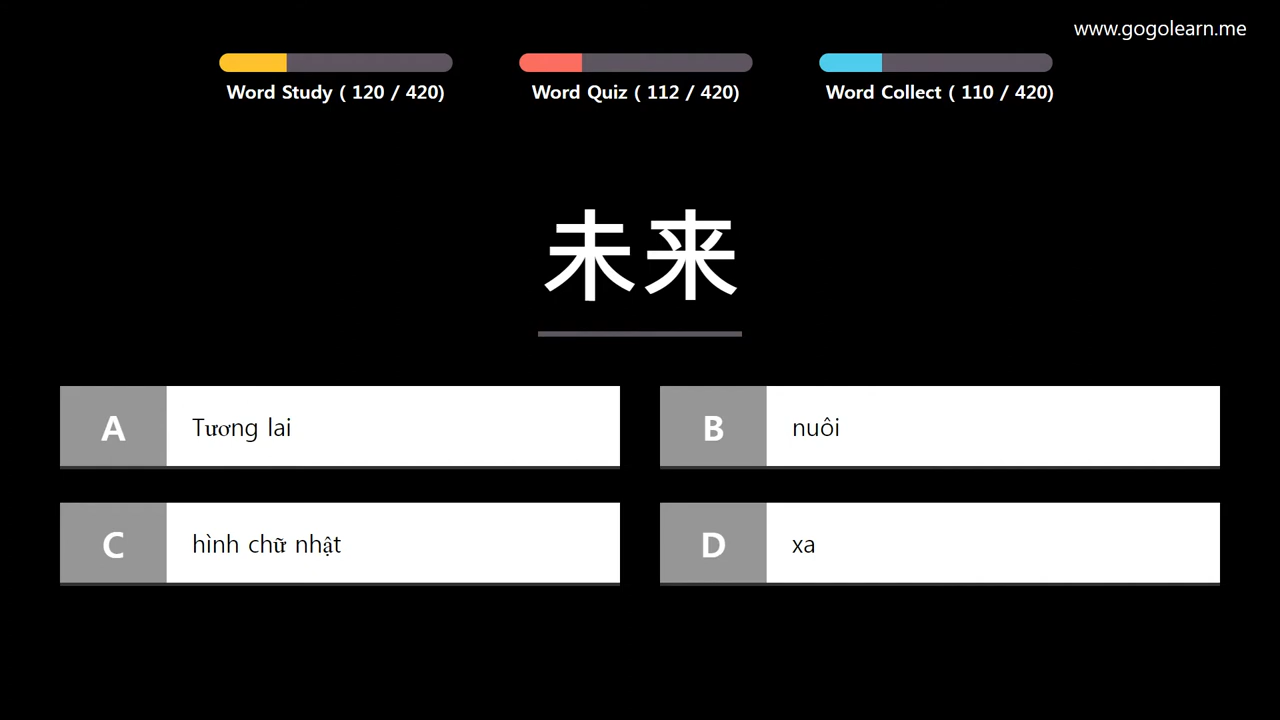 www.gogolearn.me
Word Study ( 120 / 420)
Word Quiz ( 112 / 420)
Word Collect ( 110 / 420)
未来
A
Tương lai
B
nuôi
C
hình chữ nhật
D
xa